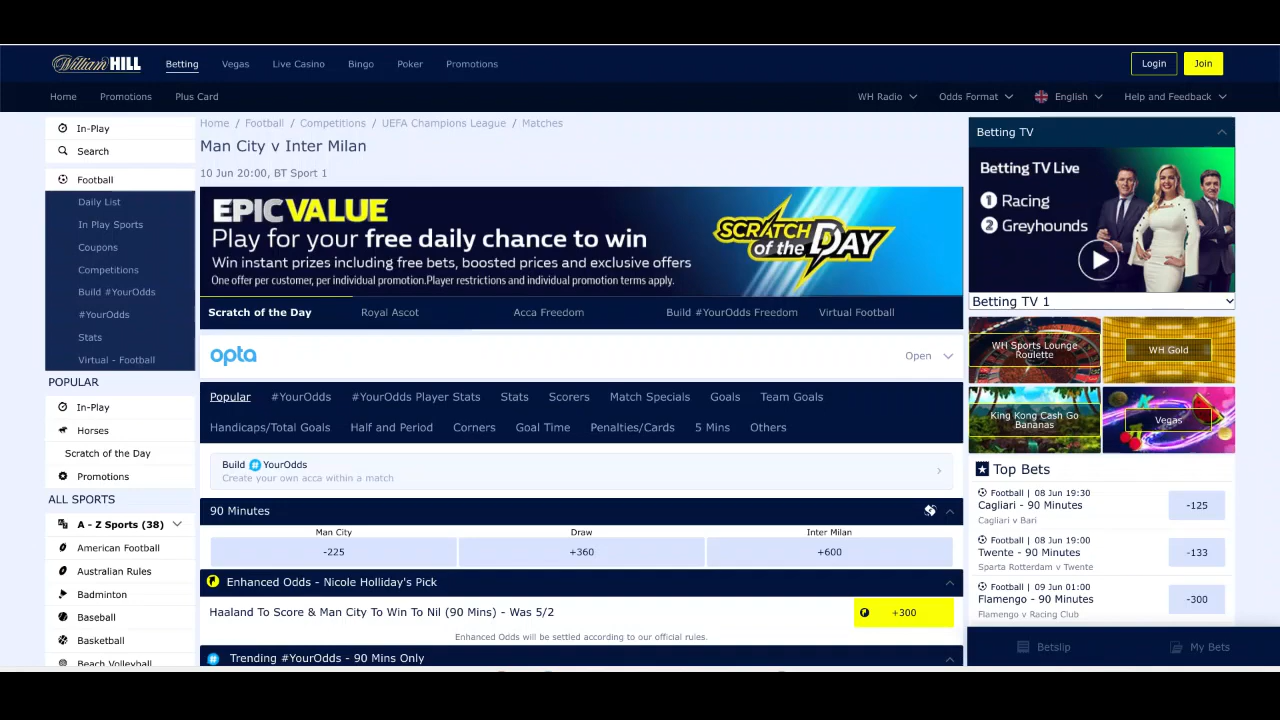 William HILL
Betting
Vegas
Live Casino
Bingo
Poker
Promotions
Login
Join
Home
Promotions
Plus Card
WH Radio
Odds Format
English
Help and Feedback
In-Play
Search
Football
Daily List
In Play Sports
Coupons
Competitions
Build #YourOdds
#YourOdds
Stats
Virtual - Football
POPULAR
In-Play
Horses
Scratch of the Day
Promotions
ALL SPORTS
A - Z Sports (38)
American Football
Australian Rules
Badminton
Baseball
Basketball
Beach Volleyball
Home / Football / Competitions / UEFA Champions League / Matches
Man City v Inter Milan
10 Jun 20:00, BT Sport 1
EPIC VALUE
Play for your free daily chance to win
Win instant prizes including free bets, boosted prices and exclusive offers
One offer per customer, per individual promotion.Player restrictions and individual promotion terms apply.
SCRATCH
of the DAY
Scratch of the Day
Royal Ascot
Acca Freedom
Build #YourOdds Freedom
Virtual Football
opta
Open
Popular
#YourOdds
#YourOdds Player Stats
Stats
Scorers
Match Specials
Goals
Team Goals
Handicaps/Total Goals
Half and Period
Corners
Goal Time
Penalties/Cards
5 Mins
Others
Build # YourOdds
Create your own acca within a match
90 Minutes
Man City
Draw
Inter Milan
-225
+360
+600
Enhanced Odds - Nicole Holliday's Pick
Haaland To Score & Man City To Win To Nil (90 Mins) - Was 5/2
+300
Enhanced Odds will be settled according to our official rules.
# Trending #YourOdds - 90 Mins Only
Betting TV
Betting TV Live
1 Racing
2 Greyhounds
Betting TV 1
WH Sports Lounge
Roulette
WH Gold
King Kong Cash Go
Bananas
Vegas
Top Bets
Football | 08 Jun 19:30
Cagliari - 90 Minutes
Cagliari v Bari
-125
Football | 08 Jun 19:00
Twente - 90 Minutes
Sparta Rotterdam v Twente
-133
Football | 09 Jun 01:00
Flamengo - 90 Minutes
Flamengo v Racing Club
-300
Betslip
My Bets